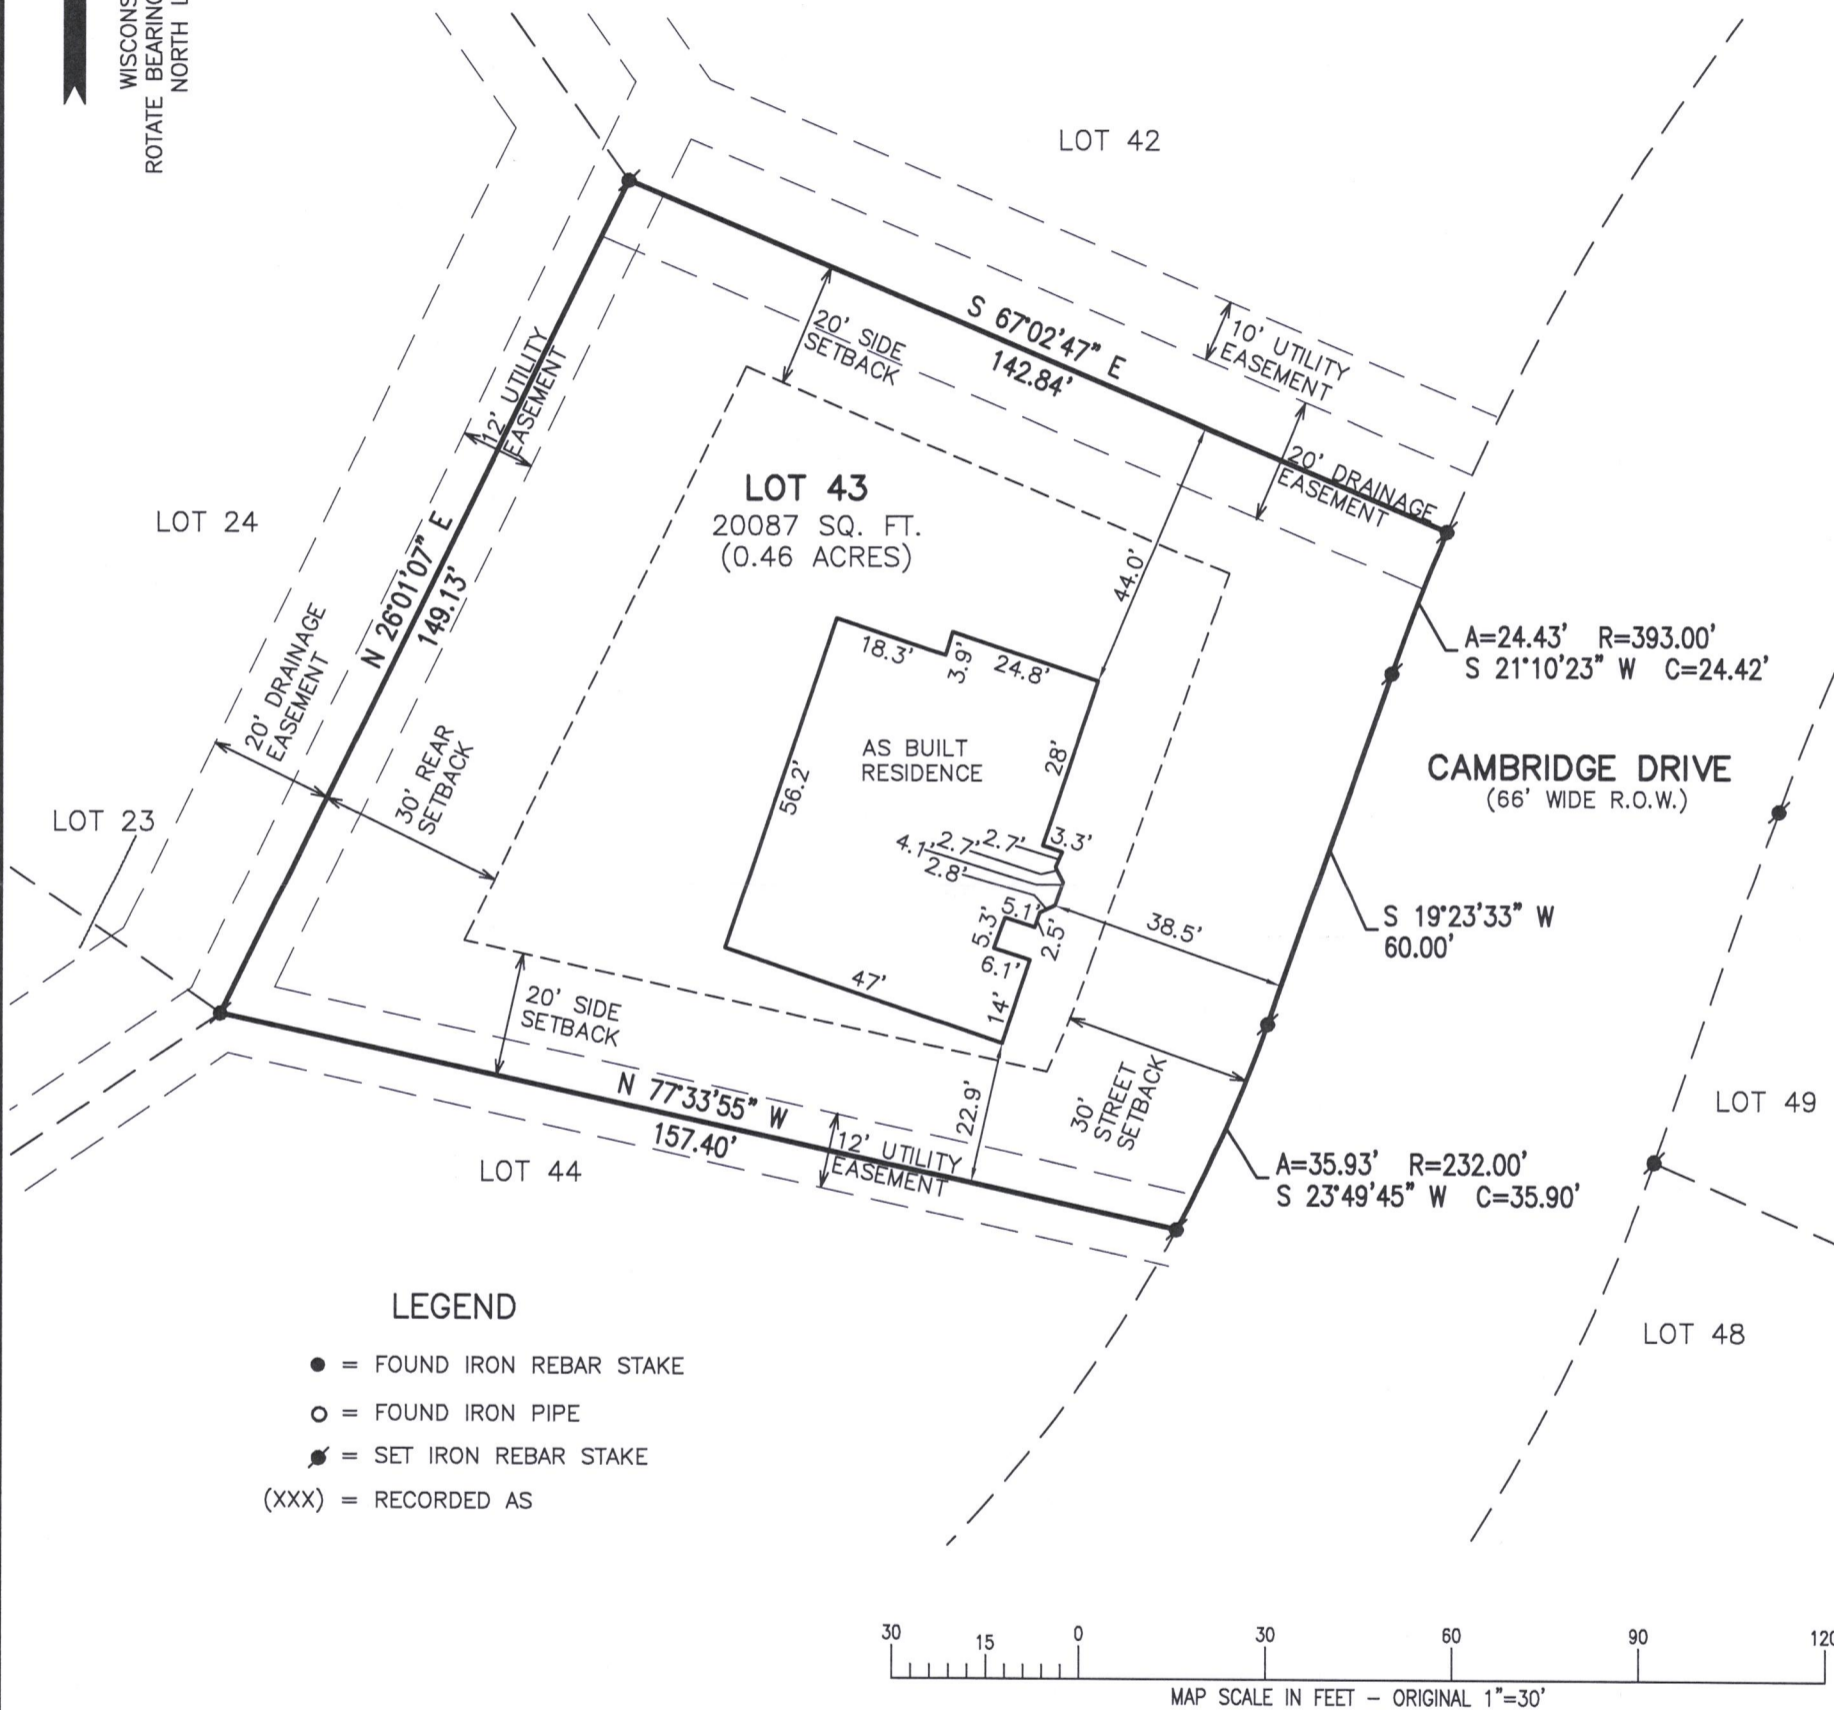 WISCONS
ROTATE BEARING
NORTH L
LOT 42
S 67°02'47" E
142.84'
10' UTILITY
EASEMENT
20' SIDE
SETBACK
20' DRAINAGE
EASEMENT
12' UTILITY
EASEMENT
LOT 43
20087 SQ. FT.
(0.46 ACRES)
LOT 24
N 26°01'07" E
149.13'
44.0'
A=24.43' R=393.00'
S 21°10'23" W C=24.42'
20' DRAINAGE
EASEMENT
18.3'
3.9'
24.8'
30' REAR
SETBACK
AS BUILT
RESIDENCE
28'
56.2'
CAMBRIDGE DRIVE
(66' WIDE R.O.W.)
LOT 23
3.3'
2.7'
2.7'
4.1'
2.8'
5.1'
5.3'
2.5'
38.5'
S 19°23'33" W
60.00'
6.1'
47'
14'
20' SIDE
SETBACK
N 77°33'55" W
157.40'
22.9'
30'
STREET
SETBACK
LOT 49
12' UTILITY
EASEMENT
LOT 44
A=35.93' R=232.00'
S 23°49'45" W C=35.90'
LOT 48
LEGEND
= FOUND IRON REBAR STAKE
= FOUND IRON PIPE
= SET IRON REBAR STAKE
(XXX) = RECORDED AS
30 15 0 30 60 90 120
MAP SCALE IN FEET – ORIGINAL 1"=30'